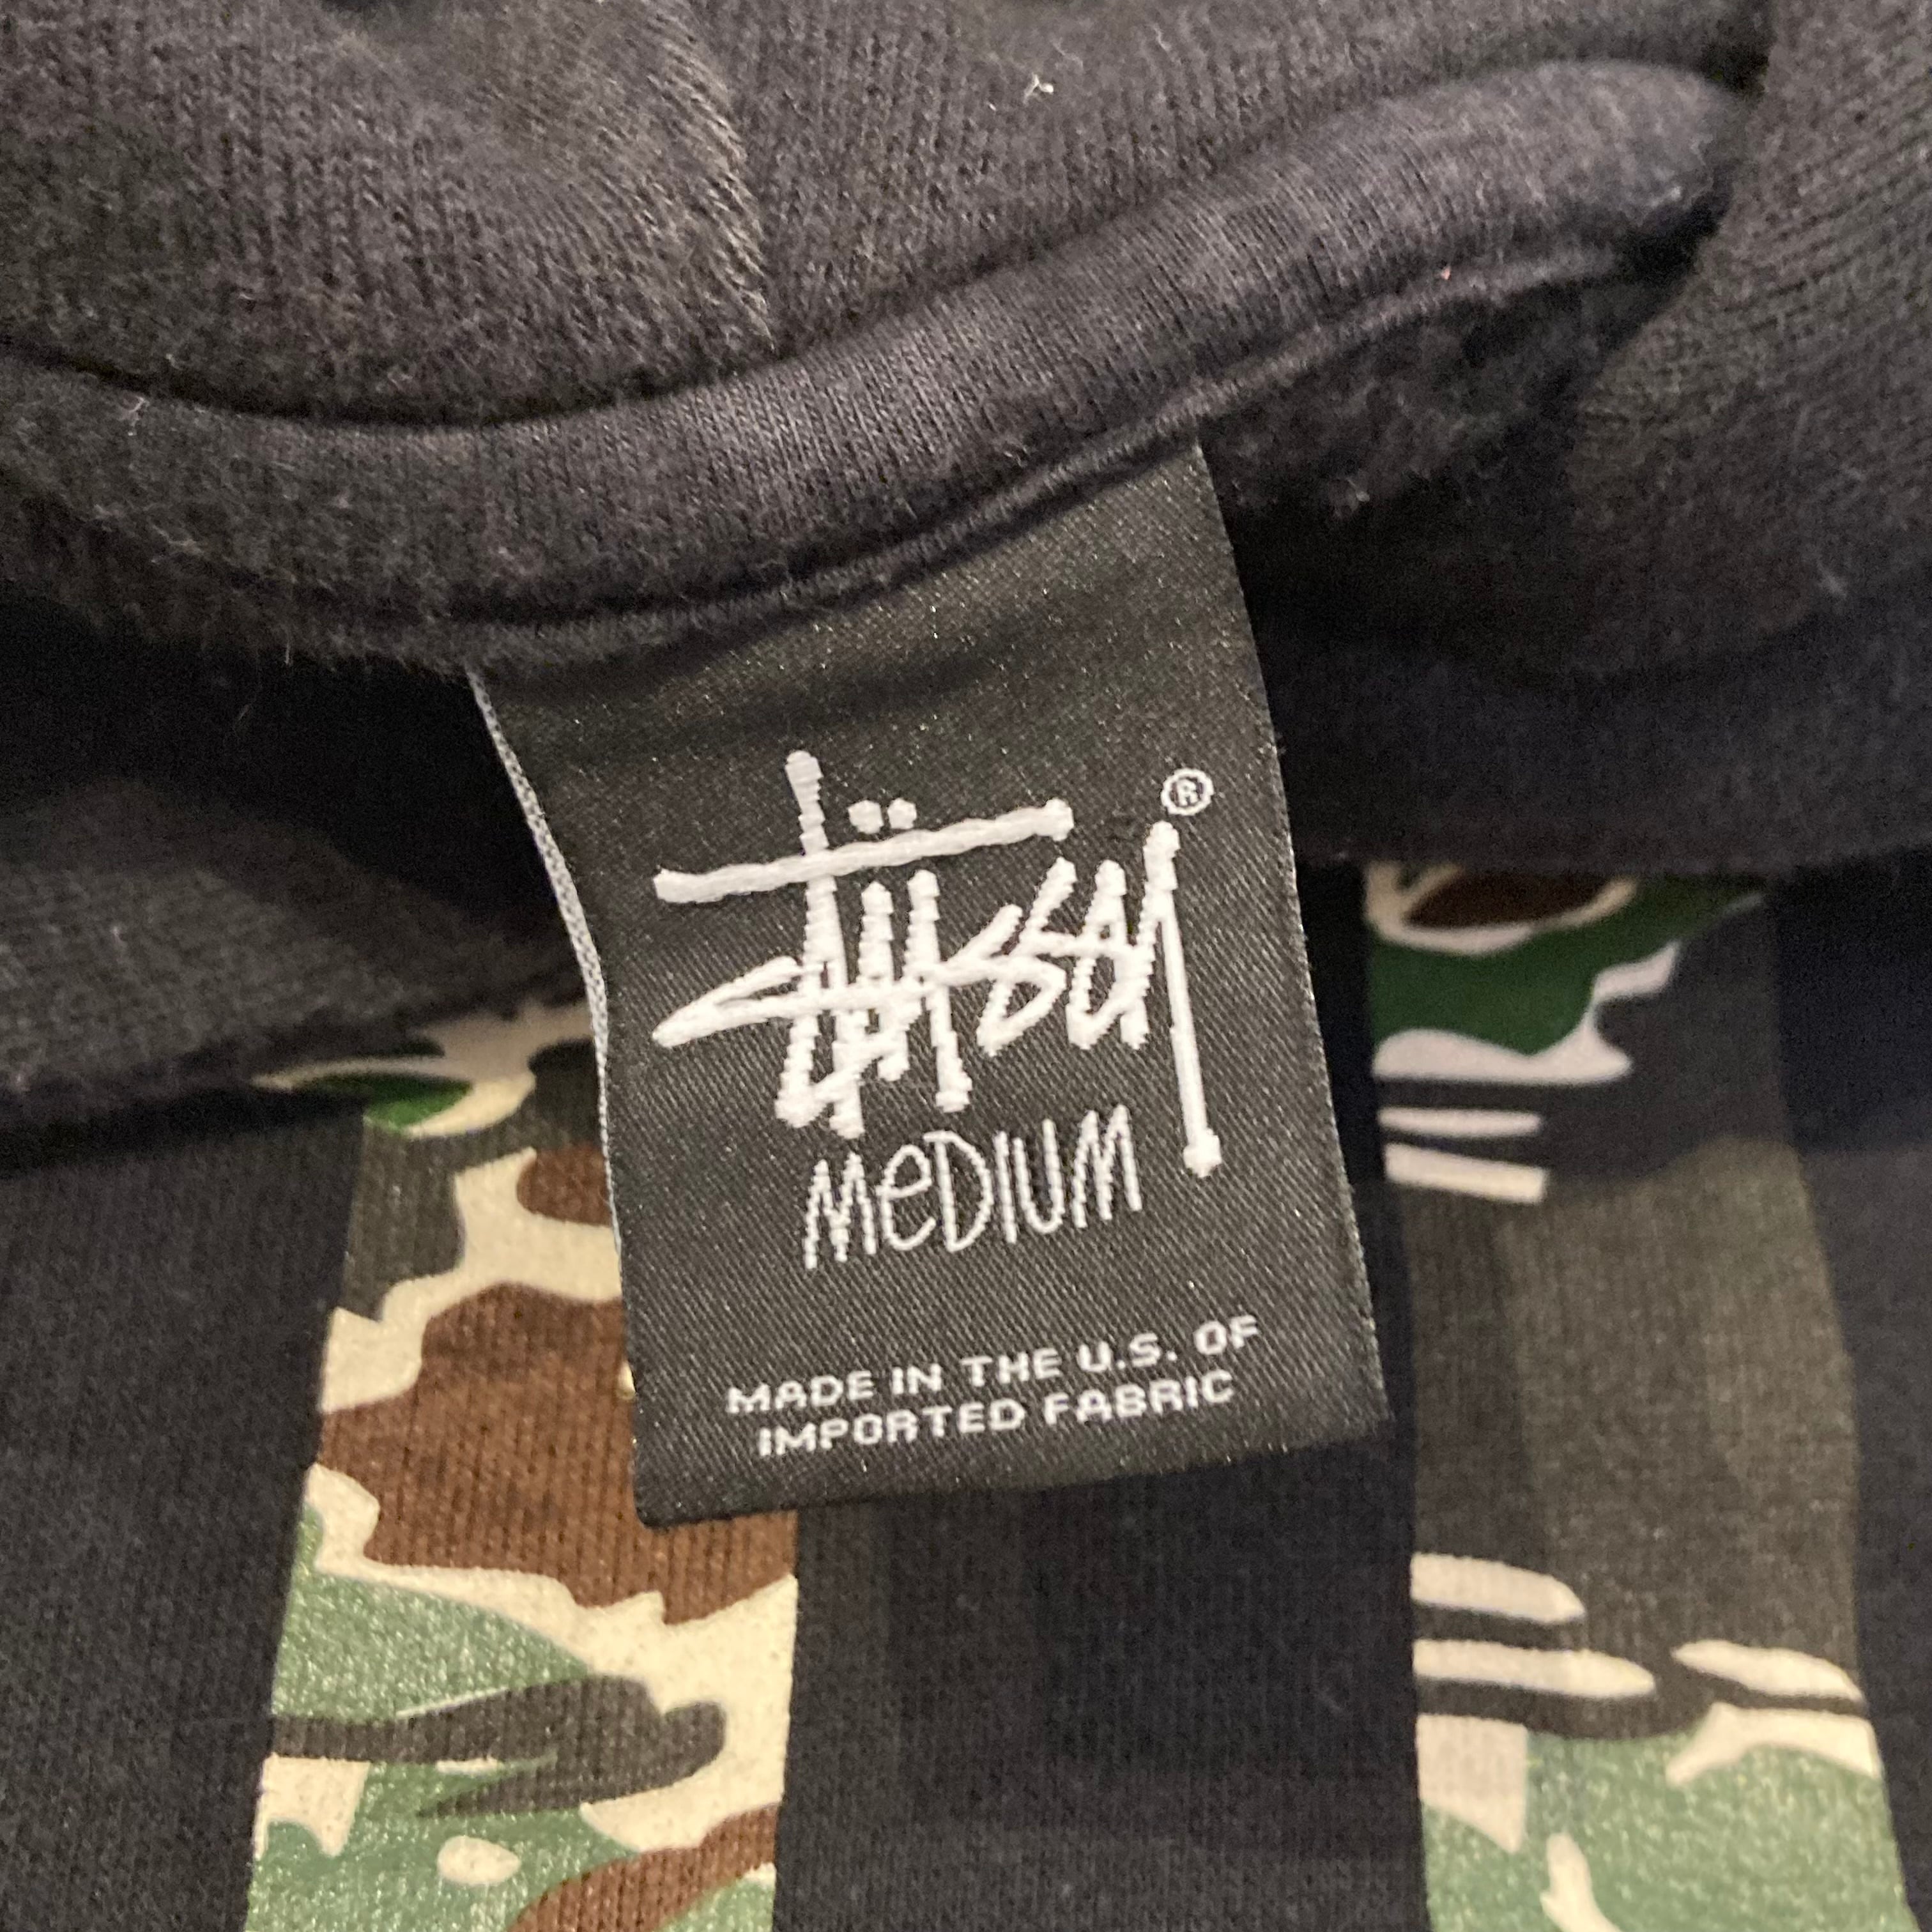 Stüssy®
MeDIUM
MADE IN THE U.S. OF
IMPORTED FABRIC